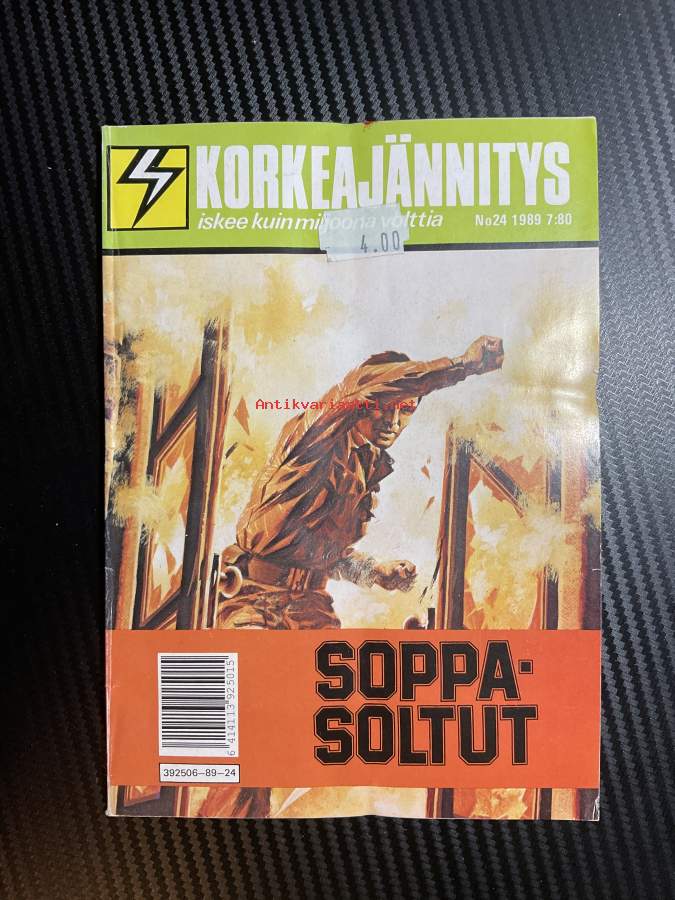 KORKEAJÄNNITYS
iskee kuin miljoona volttia No24 1989 7:80
4.00
Antikvariaatti.net
SOPPA-
SOLTUT
6 414113 925015
392506-89-24